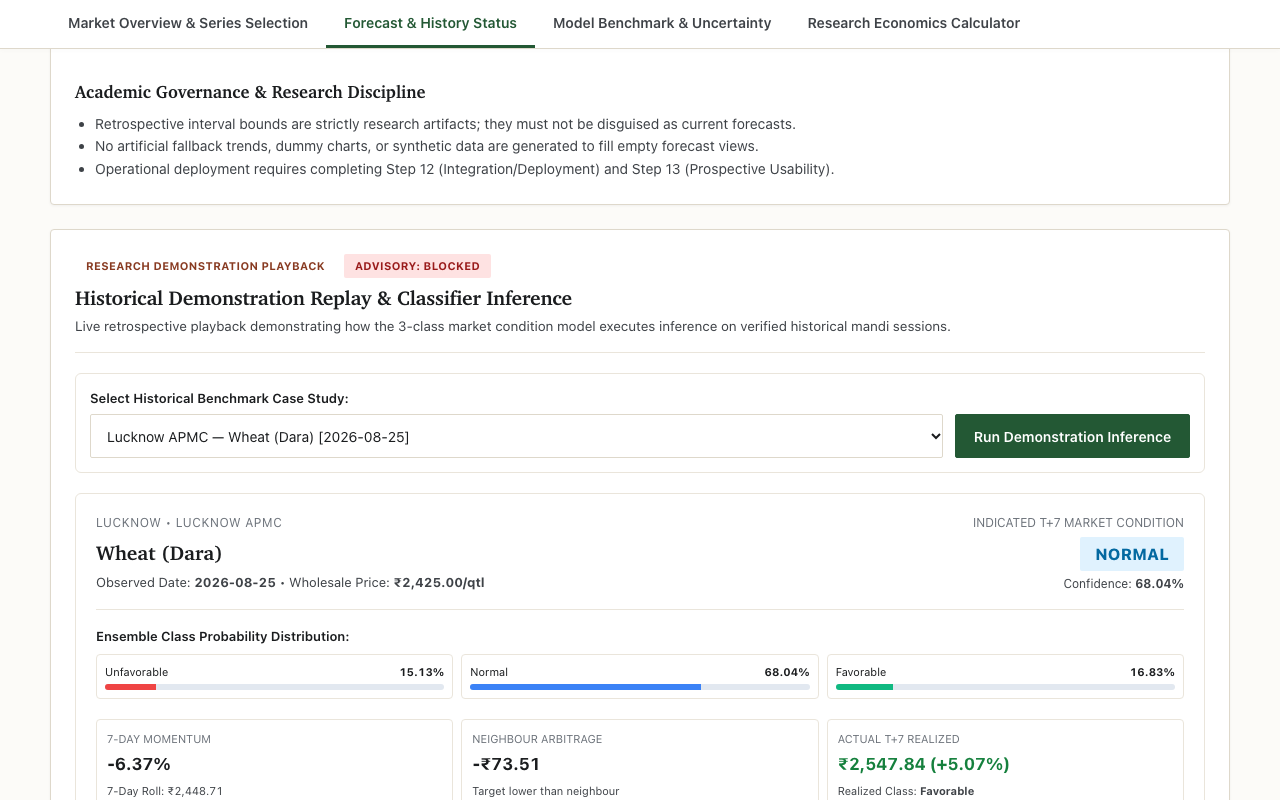 Market Overview & Series Selection
Forecast & History Status
Model Benchmark & Uncertainty
Research Economics Calculator
Academic Governance & Research Discipline
• Retrospective interval bounds are strictly research artifacts; they must not be disguised as current forecasts.
• No artificial fallback trends, dummy charts, or synthetic data are generated to fill empty forecast views.
• Operational deployment requires completing Step 12 (Integration/Deployment) and Step 13 (Prospective Usability).
RESEARCH DEMONSTRATION PLAYBACK
ADVISORY: BLOCKED
Historical Demonstration Replay & Classifier Inference
Live retrospective playback demonstrating how the 3-class market condition model executes inference on verified historical mandi sessions.
Select Historical Benchmark Case Study:
Lucknow APMC — Wheat (Dara) [2026-08-25]
Run Demonstration Inference
LUCKNOW • LUCKNOW APMC
Wheat (Dara)
Observed Date: 2026-08-25 • Wholesale Price: ₹2,425.00/qtl
INDICATED T+7 MARKET CONDITION
NORMAL
Confidence: 68.04%
Ensemble Class Probability Distribution:
Unfavorable 15.13%
Normal 68.04%
Favorable 16.83%
7-DAY MOMENTUM
-6.37%
7-Day Roll: ₹2,448.71
NEIGHBOUR ARBITRAGE
-₹73.51
Target lower than neighbour
ACTUAL T+7 REALIZED
₹2,547.84 (+5.07%)
Realized Class: Favorable